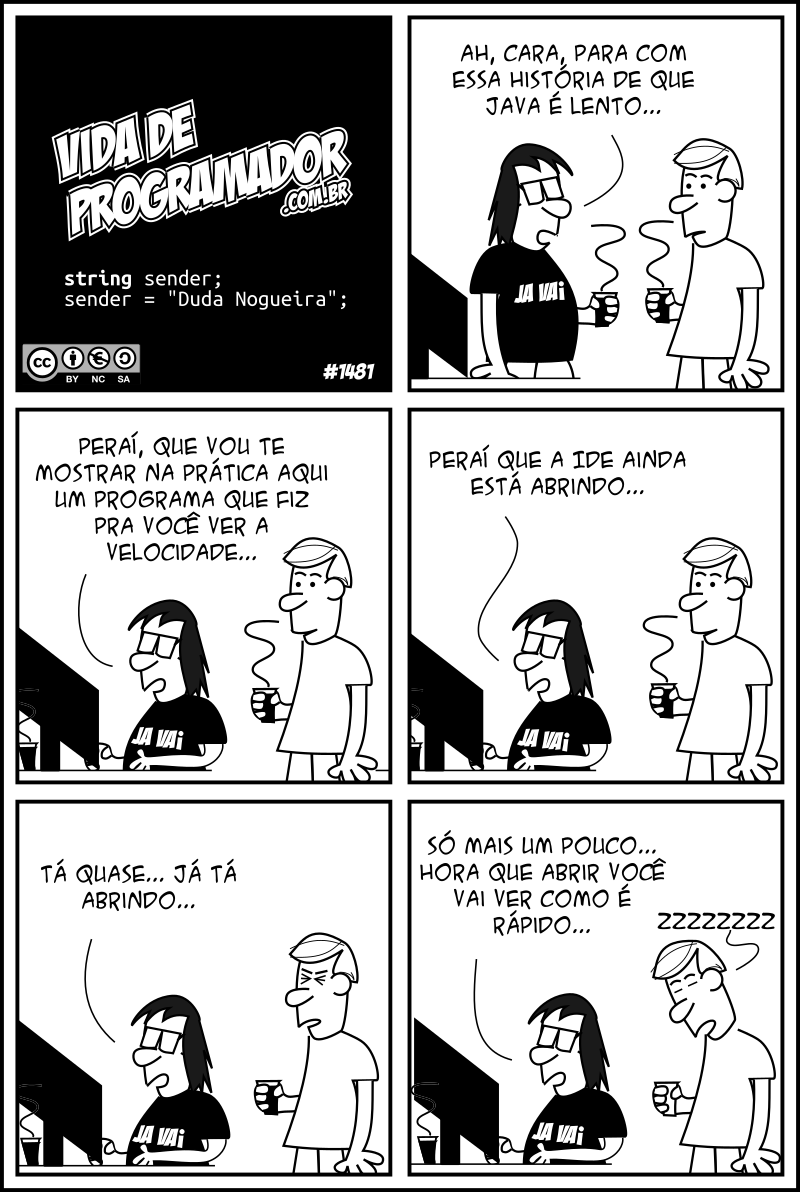 VIDA DE
PROGRAMADOR
.COM.BR
string sender;
sender = "Duda Nogueira";
cc
BY NC SA
#1481
AH, CARA, PARA COM
ESSA HISTÓRIA DE QUE
JAVA É LENTO...
JA VAi
PERAÍ, QUE VOU TE
MOSTRAR NA PRÁTICA AQUI
UM PROGRAMA QUE FIZ
PRA VOCÊ VER A
VELOCIDADE...
JA VAi
PERAÍ QUE A IDE AINDA
ESTÁ ABRINDO...
JA VAi
TÁ QUASE... JÁ TÁ
ABRINDO...
JA VAi
SÓ MAIS UM POUCO...
HORA QUE ABRIR VOCÊ
VAI VER COMO É
RÁPIDO...
ZZZZZZZZ
JA VAi